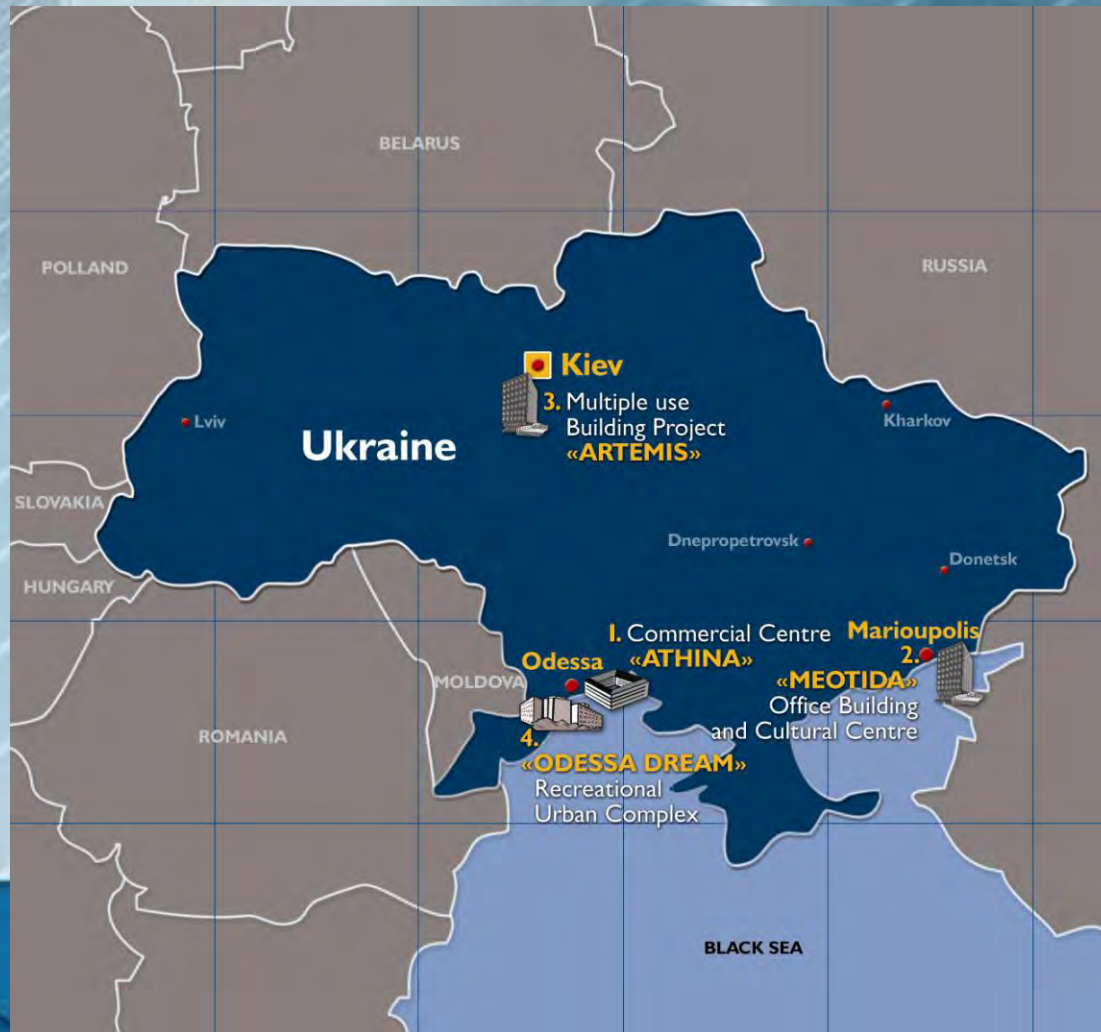 BELARUS
POLLAND
RUSSIA
Kiev
3. Multiple use
Building Project
«ARTEMIS»
Lviv
Kharkov
Ukraine
SLOVAKIA
Dnepropetrovsk
Donetsk
HUNGARY
1. Commercial Centre
«ATHINA»
Marioupolis
2.
«MEOTIDA»
Office Building
and Cultural Centre
Odessa
MOLDOVA
ROMANIA
4.
«ODESSA DREAM»
Recreational
Urban Complex
BLACK SEA